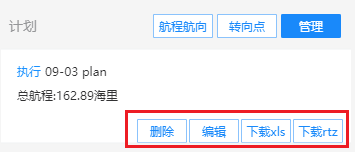 计划 航程航向 转向点 管理
执行 09-03 plan
总航程:162.89海里
删除 编辑 下载xls 下载rtz